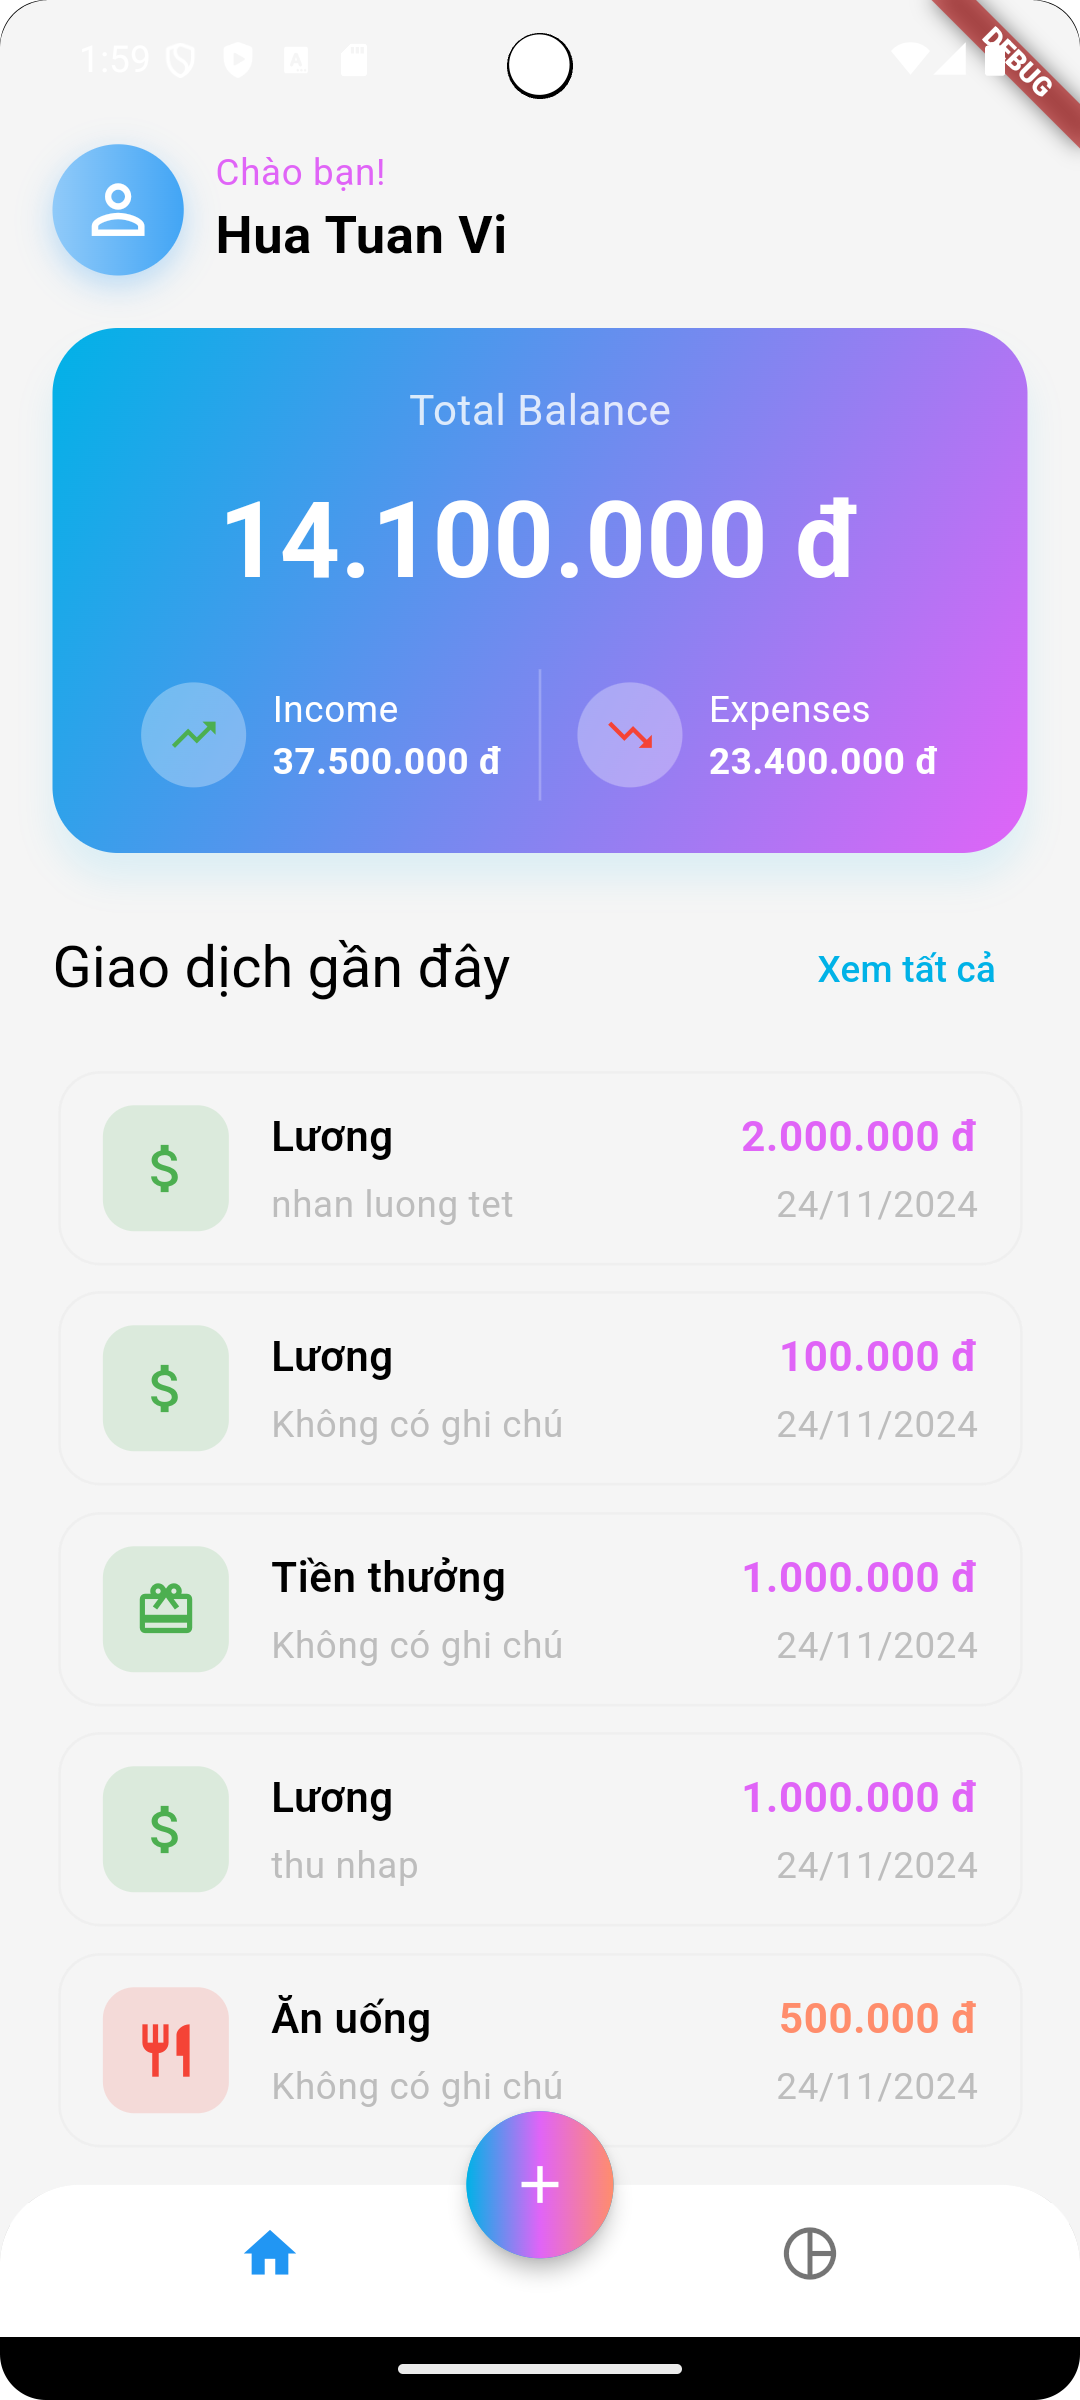 1:59
DEBUG
Chào bạn!
Hua Tuan Vi
Total Balance
14.100.000 đ
Income
37.500.000 đ
Expenses
23.400.000 đ
Giao dịch gần đây
Xem tất cả
Lương
2.000.000 đ
nhan luong tet
24/11/2024
Lương
100.000 đ
Không có ghi chú
24/11/2024
Tiền thưởng
1.000.000 đ
Không có ghi chú
24/11/2024
Lương
1.000.000 đ
thu nhap
24/11/2024
Ăn uống
500.000 đ
Không có ghi chú
24/11/2024